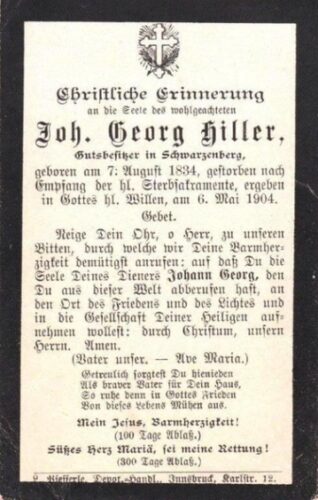 Christliche Erinnerung
an die Seele des wohlgeachteten
Joh. Georg Hiller,
Gutsbesitzer in Schwarzenberg,
geboren am 7. August 1834, gestorben nach
Empfang der hl. Sterbsakramente, ergeben
in Gottes hl. Willen, am 6. Mai 1904.
Gebet.
Neige Dein Ohr, o Herr, zu unseren
Bitten, durch welche wir Deine Barmher-
zigkeit demütigst anrufen: auf daß Du die
Seele Deines Dieners Johann Georg, den
Du aus dieser Welt abberufen hast, an
den Ort des Friedens und des Lichtes und
in die Gesellschaft Deiner Heiligen auf-
nehmen wollest: durch Christum, unsern
Herrn. Amen.
(Vater unser. — Ave Maria.)
Getreulich sorgtest Du hienieden
Als braver Vater für Dein Haus,
So ruhe denn in Gottes Frieden
Von dieses Lebens Mühen aus.
Mein Jesus, Barmherzigkeit!
(100 Tage Ablaß.)
Süßes Herz Mariä, sei meine Rettung!
(300 Tage Ablaß.)
Kiefferle, Depot.-Handl., Innsbruck, Karlstr. 12.